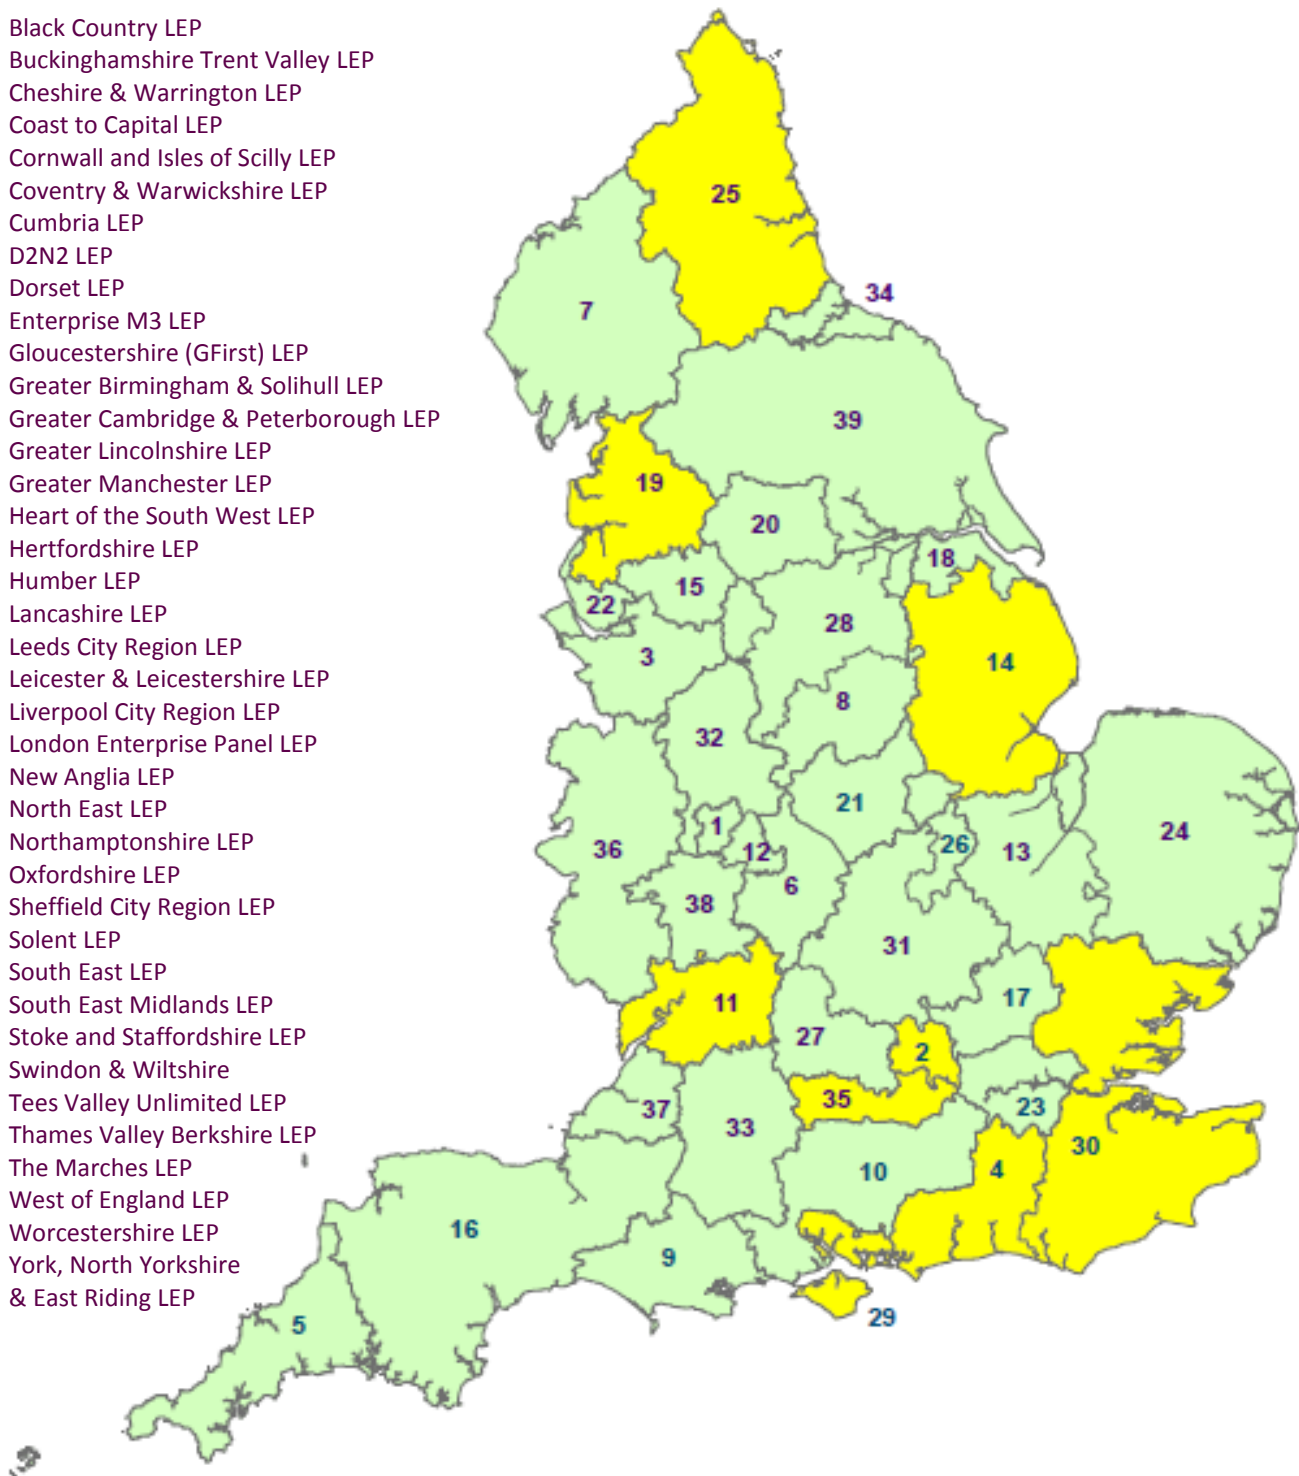 Black Country LEP
Buckinghamshire Trent Valley LEP
Cheshire & Warrington LEP
Coast to Capital LEP
Cornwall and Isles of Scilly LEP
Coventry & Warwickshire LEP
Cumbria LEP
D2N2 LEP
Dorset LEP
Enterprise M3 LEP
Gloucestershire (GFirst) LEP
Greater Birmingham & Solihull LEP
Greater Cambridge & Peterborough LEP
Greater Lincolnshire LEP
Greater Manchester LEP
Heart of the South West LEP
Hertfordshire LEP
Humber LEP
Lancashire LEP
Leeds City Region LEP
Leicester & Leicestershire LEP
Liverpool City Region LEP
London Enterprise Panel LEP
New Anglia LEP
North East LEP
Northamptonshire LEP
Oxfordshire LEP
Sheffield City Region LEP
Solent LEP
South East LEP
South East Midlands LEP
Stoke and Staffordshire LEP
Swindon & Wiltshire
Tees Valley Unlimited LEP
Thames Valley Berkshire LEP
The Marches LEP
West of England LEP
Worcestershire LEP
York, North Yorkshire
& East Riding LEP
25
34
7
39
19
20
18
15
22
28
3
14
8
32
21
1
24
26
36
12
13
6
38
31
11
17
27
2
35
23
37
33
30
10
4
16
9
29
5